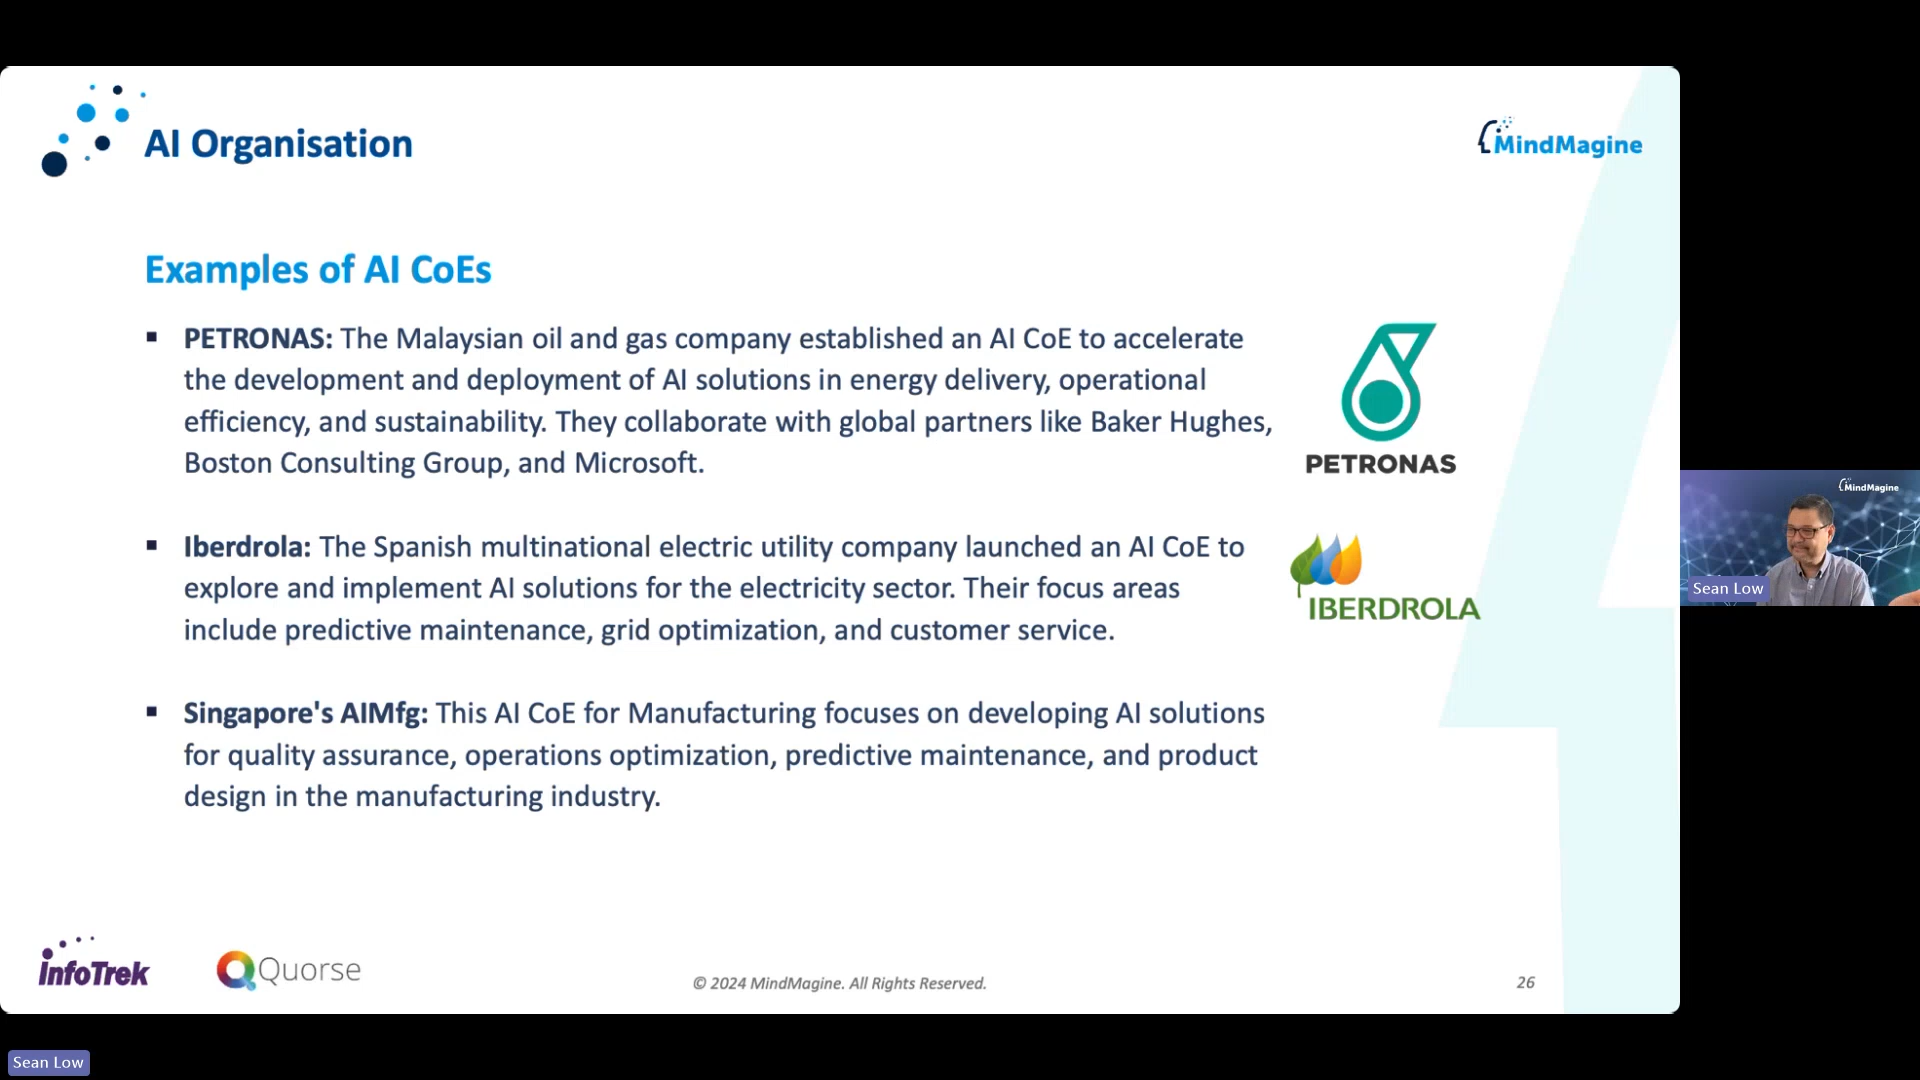 AI Organisation
MindMagine
Examples of AI CoEs
▪ PETRONAS: The Malaysian oil and gas company established an AI CoE to accelerate
the development and deployment of AI solutions in energy delivery, operational
efficiency, and sustainability. They collaborate with global partners like Baker Hughes,
Boston Consulting Group, and Microsoft.
PETRONAS
▪ Iberdrola: The Spanish multinational electric utility company launched an AI CoE to
explore and implement AI solutions for the electricity sector. Their focus areas
include predictive maintenance, grid optimization, and customer service.
IBERDROLA
▪ Singapore's AIMfg: This AI CoE for Manufacturing focuses on developing AI solutions
for quality assurance, operations optimization, predictive maintenance, and product
design in the manufacturing industry.
MindMagine
Sean Low
infoTrek
Quorse
© 2024 MindMagine. All Rights Reserved.
26
Sean Low